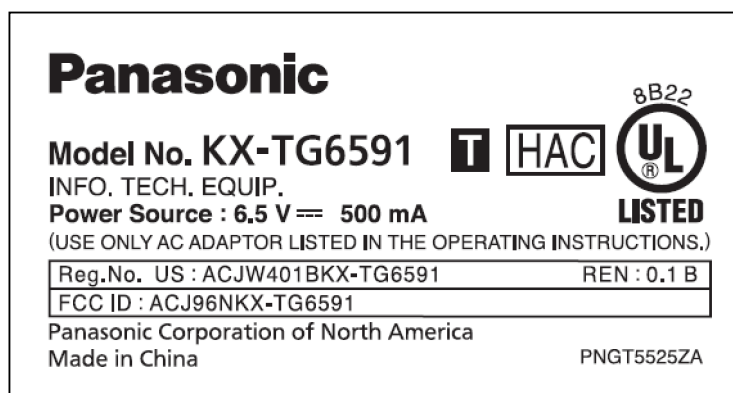 Panasonic
8B22
Model No. KX-TG6591 T HAC UL ®
INFO. TECH. EQUIP.
Power Source : 6.5 V⎓ 500 mA LISTED
(USE ONLY AC ADAPTOR LISTED IN THE OPERATING INSTRUCTIONS.)
Reg.No. US : ACJW401BKX-TG6591 REN : 0.1 B
FCC ID : ACJ96NKX-TG6591
Panasonic Corporation of North America
Made in China PNGT5525ZA